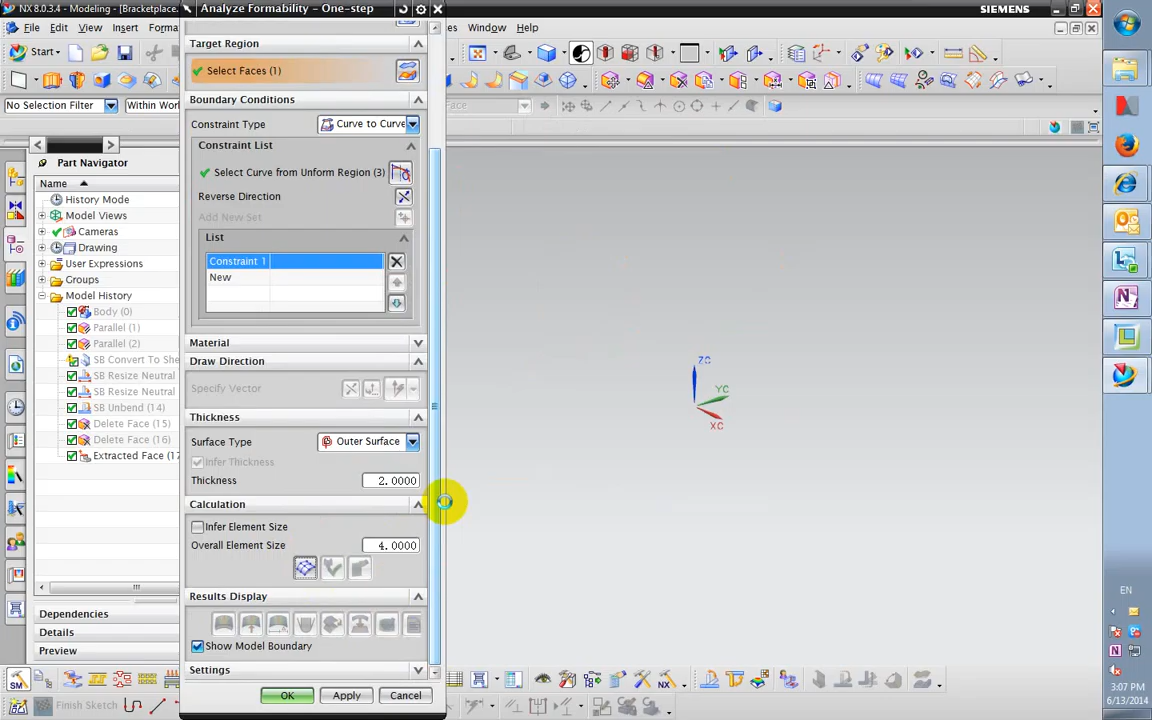 NX 8.0.3.4 - Modeling - [Bracketplace.
Analyze Formability - One-step
SIEMENS
File Edit View Insert Forma
Window Help
Start
No Selection Filter Within Work
Face
Target Region
Select Faces (1)
Boundary Conditions
Constraint Type Curve to Curve
Constraint List
Select Curve from Unform Region (3)
Reverse Direction
Add New Set
List
Constraint 1
New
Material
Draw Direction
Specify Vector
Thickness
Surface Type Outer Surface
Infer Thickness
Thickness 2.0000
Calculation
Infer Element Size
Overall Element Size 4.0000
Results Display
Show Model Boundary
Settings
OK Apply Cancel
Part Navigator
Name
History Mode
Model Views
Cameras
Drawing
User Expressions
Groups
Model History
Body (0)
Parallel (1)
Parallel (2)
SB Convert To She
SB Resize Neutral
SB Resize Neutral
SB Unbend (14)
Delete Face (15)
Delete Face (16)
Extracted Face (17
Dependencies
Details
Preview
Finish Sketch
ZC
YC
XC
EN
3:07 PM
6/13/2014